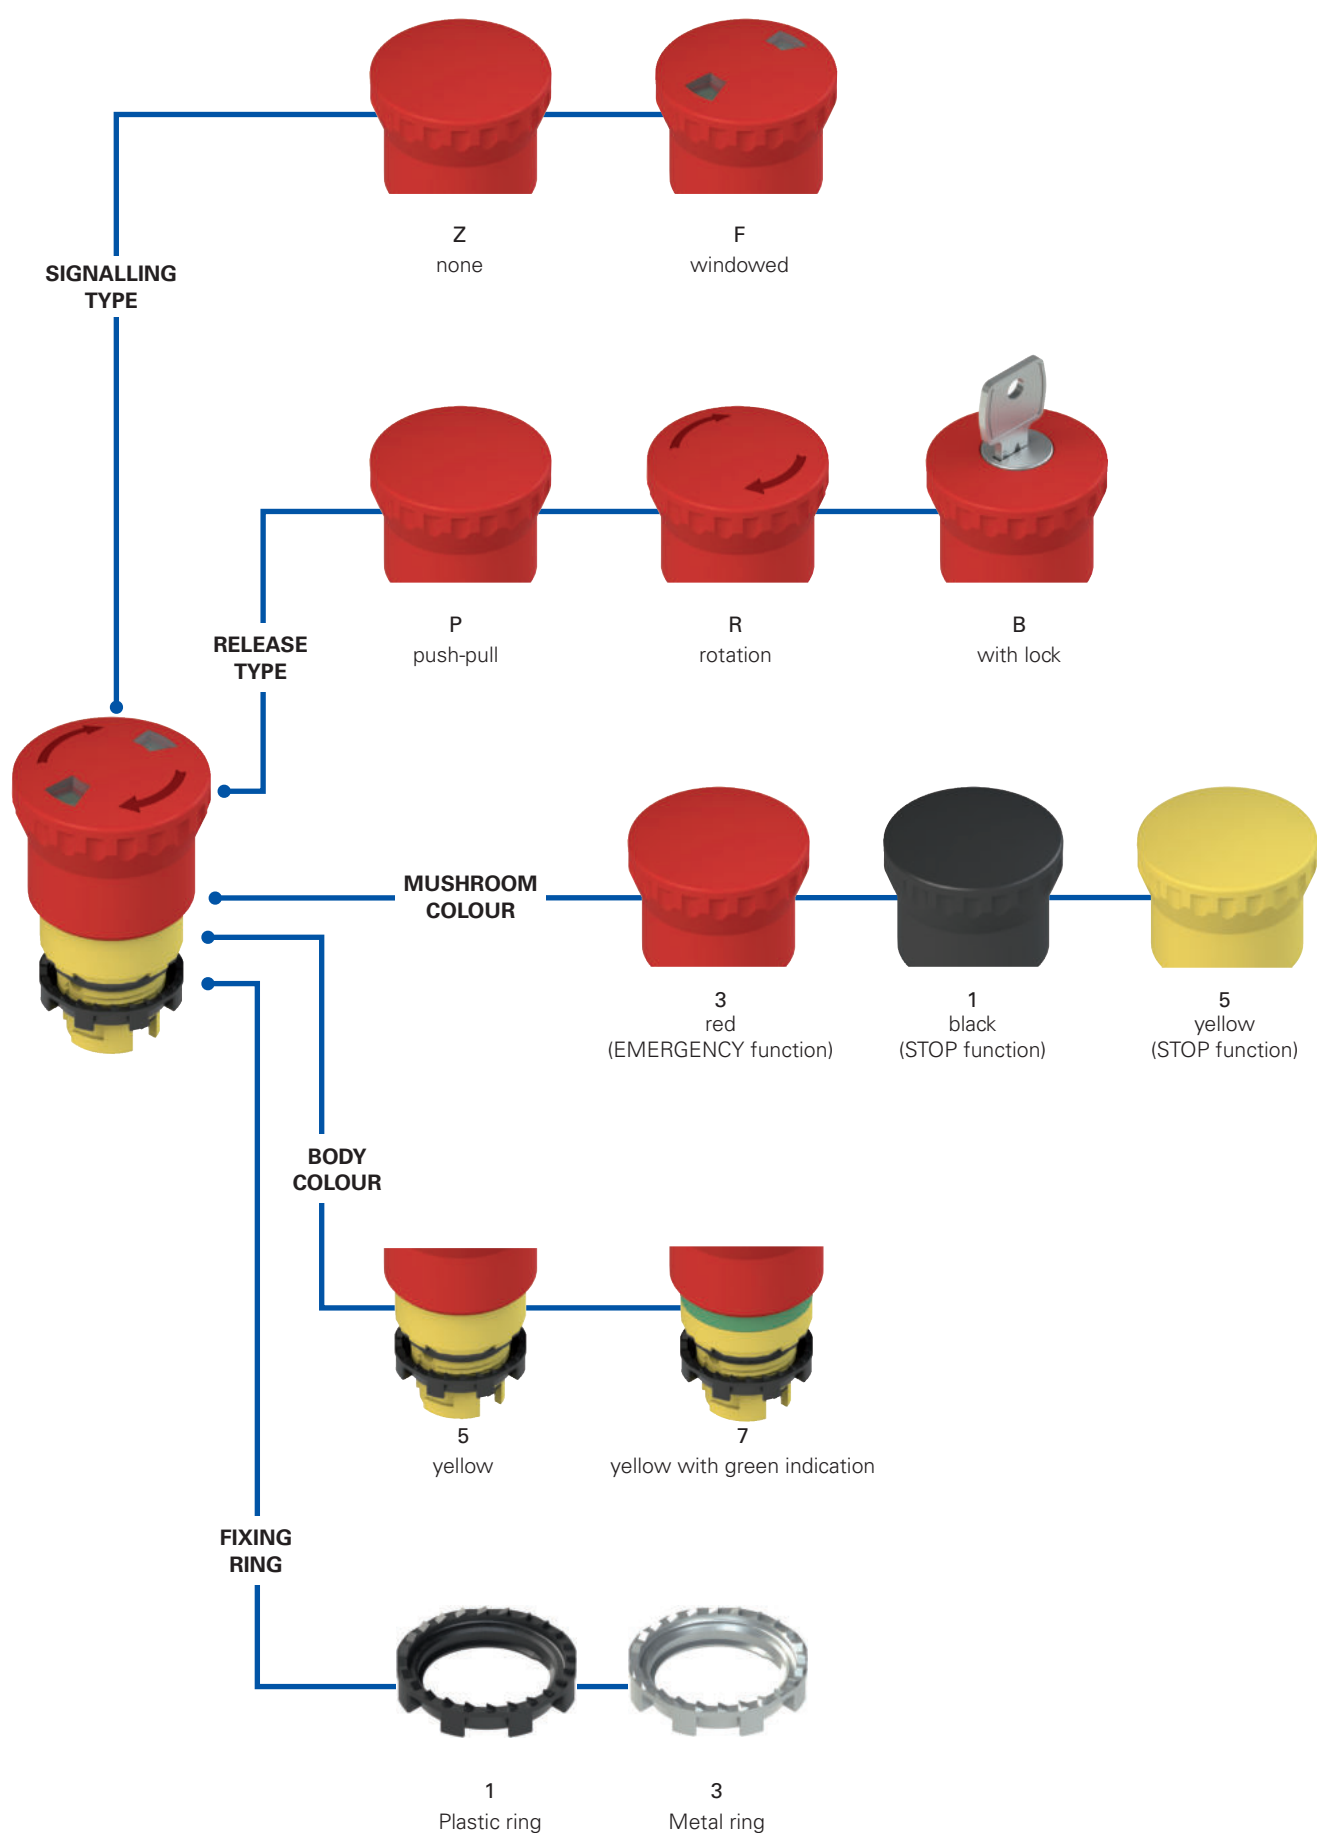 Z
none
F
windowed
SIGNALLING
TYPE
P
push-pull
R
rotation
B
with lock
RELEASE
TYPE
MUSHROOM
COLOUR
3
red
(EMERGENCY function)
1
black
(STOP function)
5
yellow
(STOP function)
BODY
COLOUR
5
yellow
7
yellow with green indication
FIXING
RING
1
Plastic ring
3
Metal ring